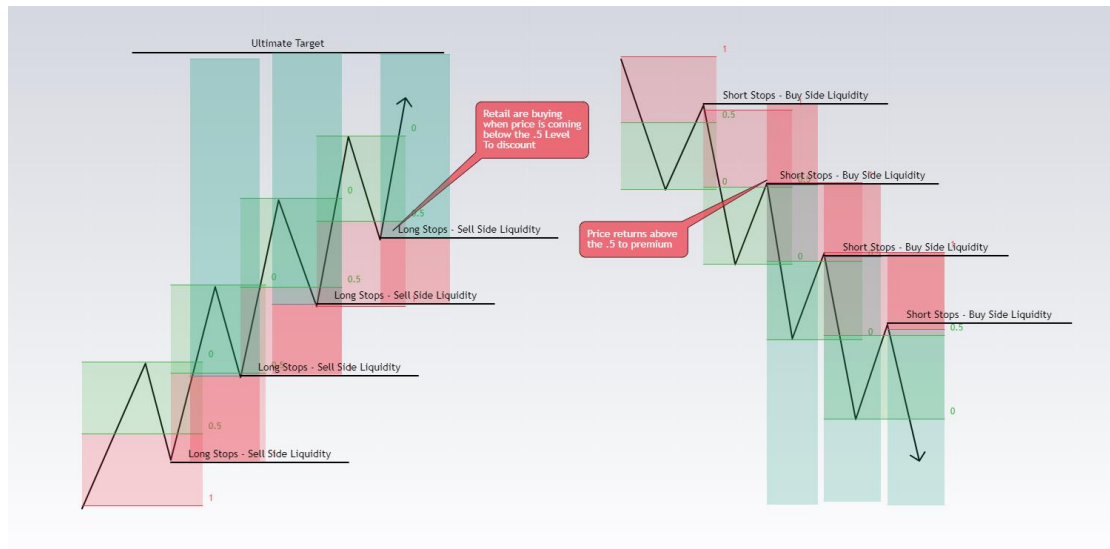 Ultimate Target
0
Retail are buying
when price is coming
below the .5 Level
To discount
0
0.5
Long Stops - Sell Side Liquidity
0
0.5
Long Stops - Sell Side Liquidity
0
0.5
Long Stops - Sell Side Liquidity
0.5
Long Stops - Sell Side Liquidity
1
1
Short Stops - Buy Side Liquidity
0.5
Short Stops - Buy Side Liquidity
0
Price returns above
the .5 to premium
Short Stops - Buy Side Liquidity
0
Short Stops - Buy Side Liquidity
0.5
0
0